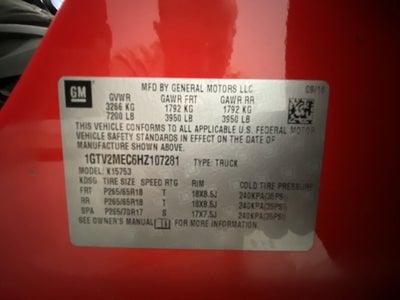 GM
MFD BY GENERAL MOTORS LLC
09/16
GVWR GAWR FRT GAWR RR
3266 KG 1792 KG 1792 KG
7200 LB 3950 LB 3950 LB
THIS VEHICLE CONFORMS TO ALL APPLICABLE U.S. FEDERAL MOTOR
VEHICLE SAFETY STANDARDS IN EFFECT ON THE DATE OF
MANUFACTURE SHOWN ABOVE.
1GTV2MEC6HZ107281 TYPE: TRUCK
MODEL: K15753
KDSG TIRE SIZE SPEED RTG RIM COLD TIRE PRESSURE
FRT P265/65R18 T 18X8.5J 240KPA(35PSI)
RR P265/65R18 T 18X8.5J 240KPA(35PSI)
SPA P265/70R17 S 17X7.5J 240KPA(35PSI)
SEE OWNER'S MANUAL FOR MORE INFORMATION.